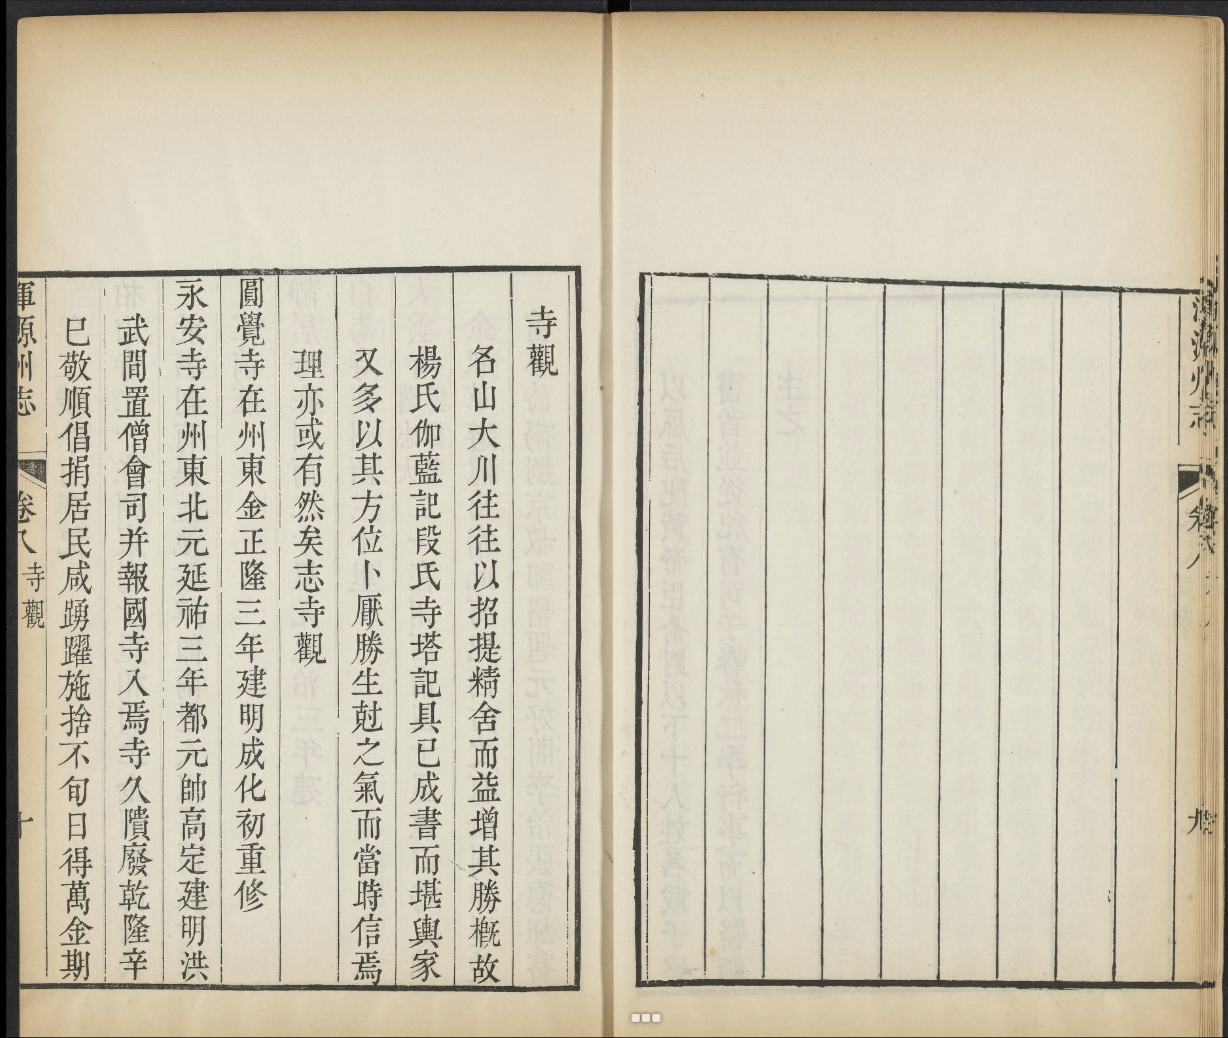 寺觀
名山大川往往以招提精舍而益增其勝槪故
楊氏伽藍記段氏寺塔記具已成書而堪輿家
又多以其方位卜厭勝生尅之氣而當時信焉
理亦或有然矣志寺觀
圓覺寺在州東金正隆三年建明成化初重修
永安寺在州東北元延祐三年都元帥高定建明洪
武間置僧會司并報國寺入焉寺久隤廢乾隆辛
巳敬順倡捐居民咸踴躍施捨不旬日得萬金期
渾源州志
卷八
寺觀
十